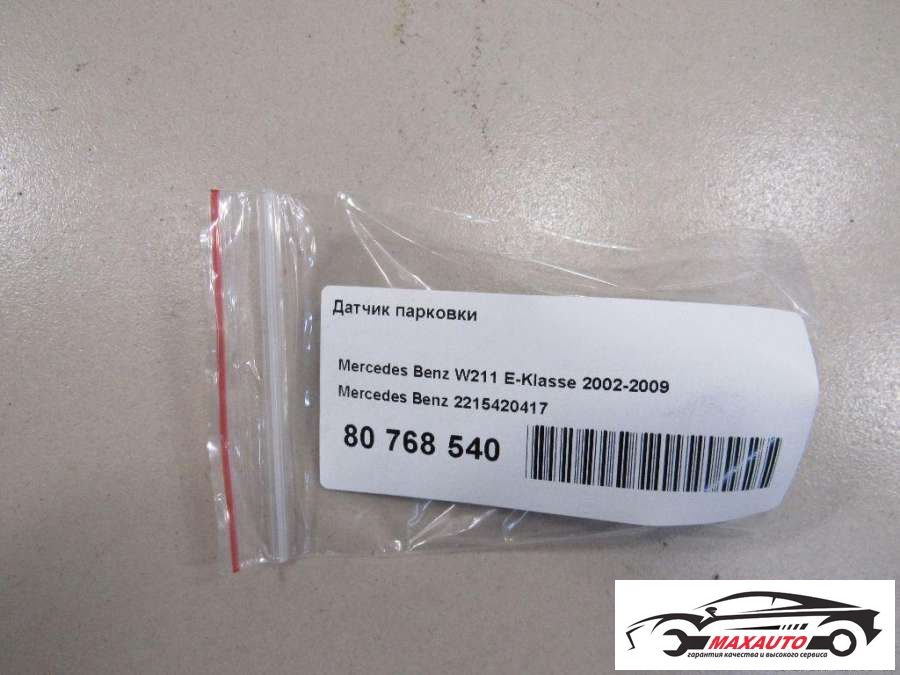 Датчик парковки
Mercedes Benz W211 E-Klasse 2002-2009
Mercedes Benz 2215420417
80 768 540
MAXAUTO
гарантия качества и высокого сервиса